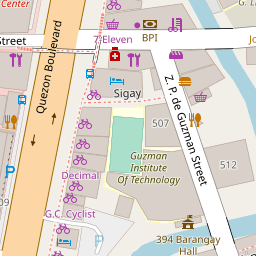 Center
Street
7-Eleven
BPI
Jo
G. L
Quezon Boulevard
Sigay
Z. P. de Guzman Street
507
Guzman
Institute
Of Technology
512
Decimal
P
09
G.C. Cyclist
394 Barangay
Hall